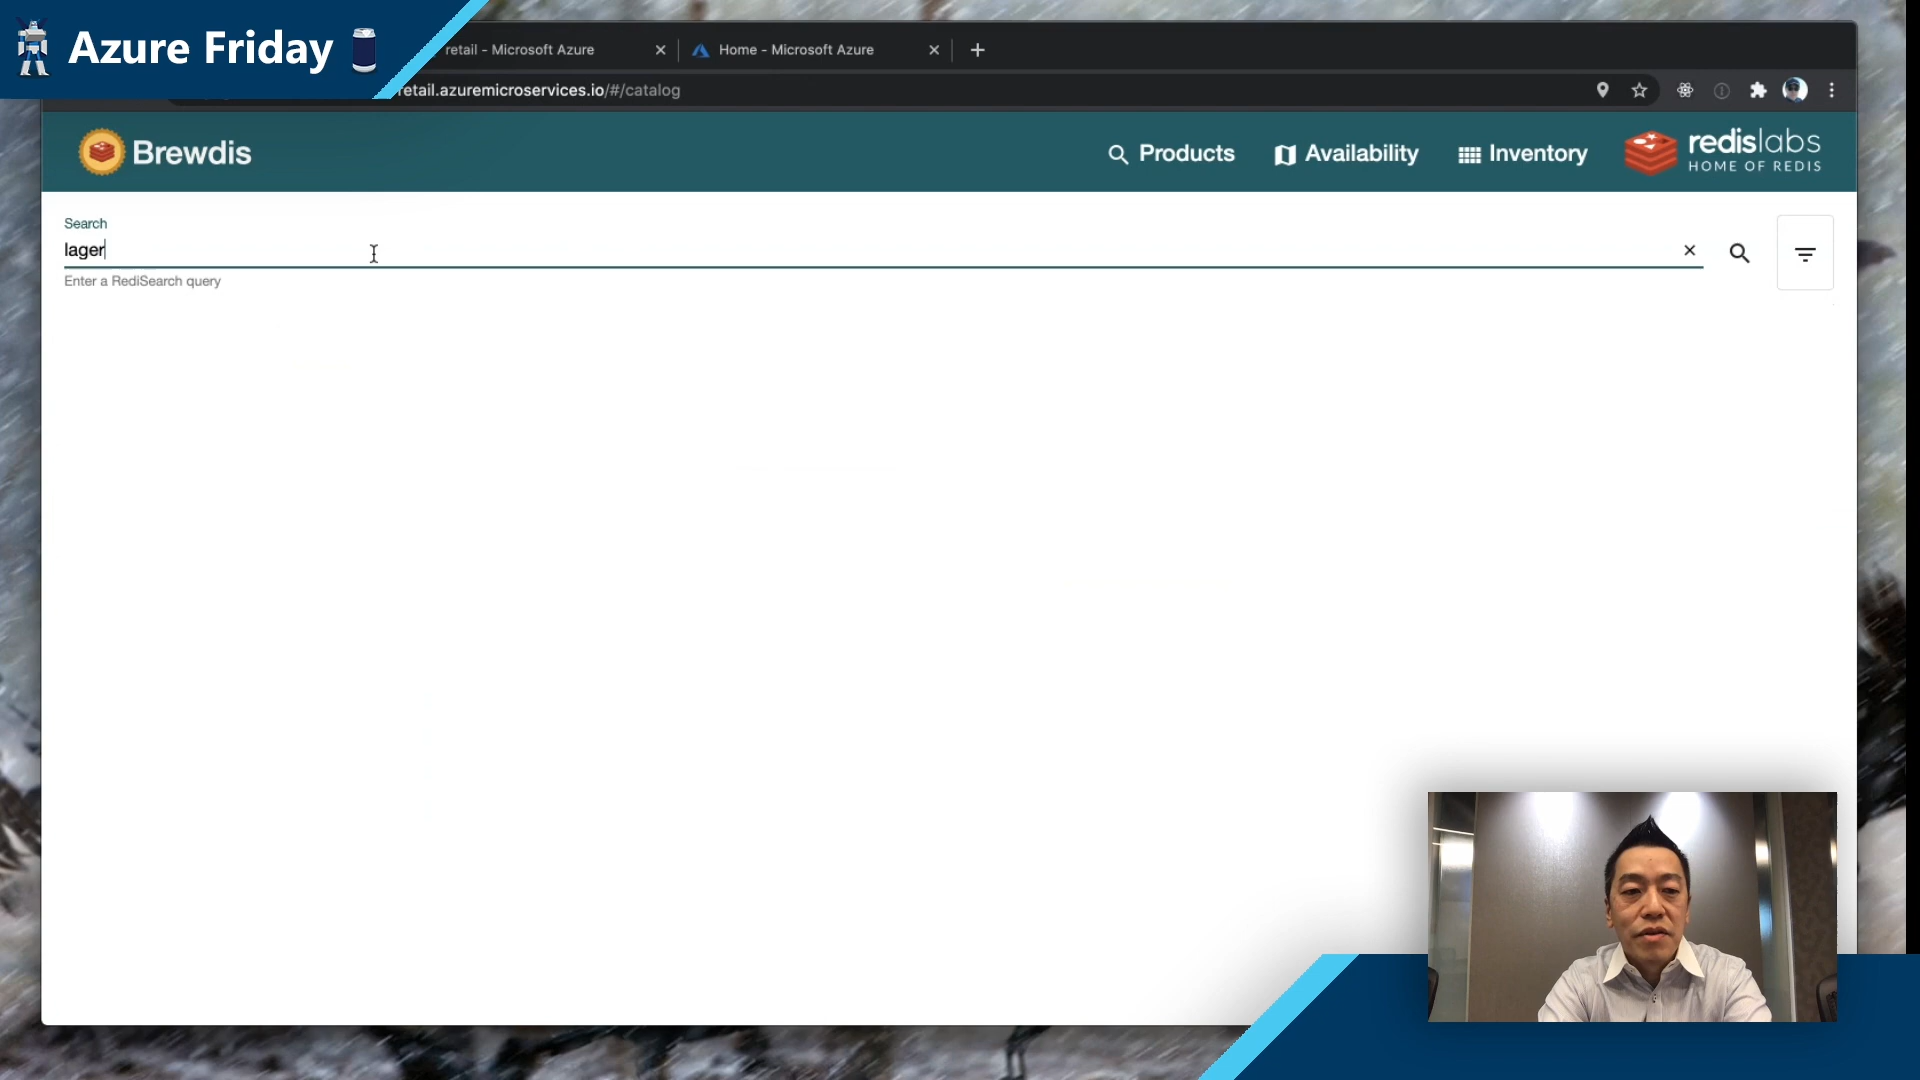 Azure Friday
retail - Microsoft Azure
Home - Microsoft Azure
retail.azuremicroservices.io/#/catalog
Brewdis
Products
Availability
Inventory
redislabs
HOME OF REDIS
Search
lager
Enter a RediSearch query